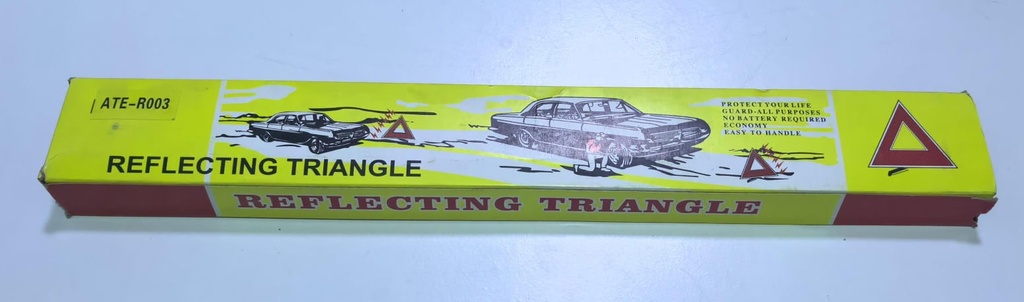 ATE-R003
PROTECT YOUR LIFE
GUARD-ALL PURPOSES
NO BATTERY REQUIRED
ECONOMY
EASY TO HANDLE
REFLECTING TRIANGLE
REFLECTING TRIANGLE